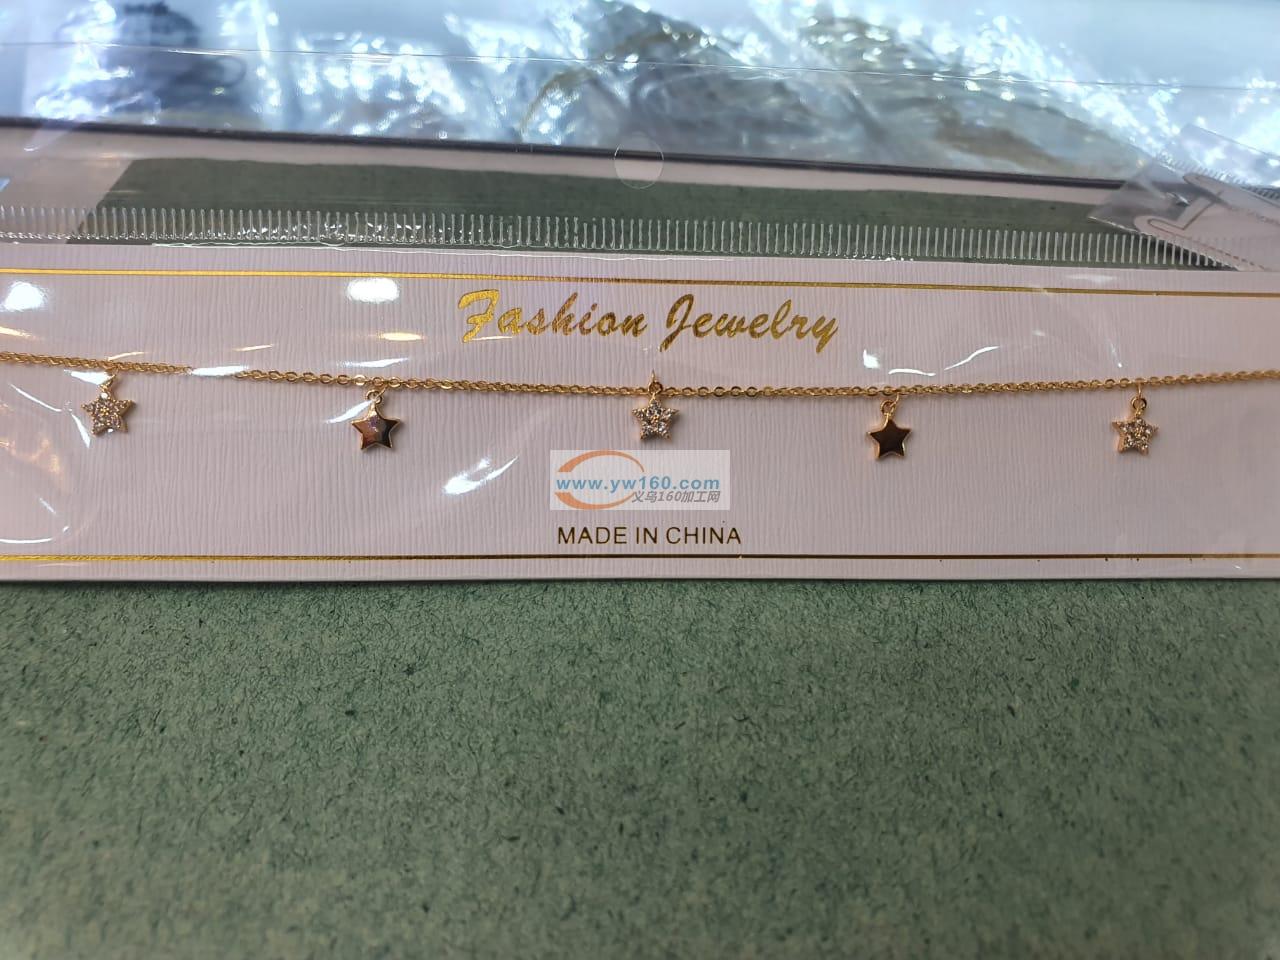 Fashion Jewelry
www.yw160.com
义乌160加工网
MADE IN CHINA